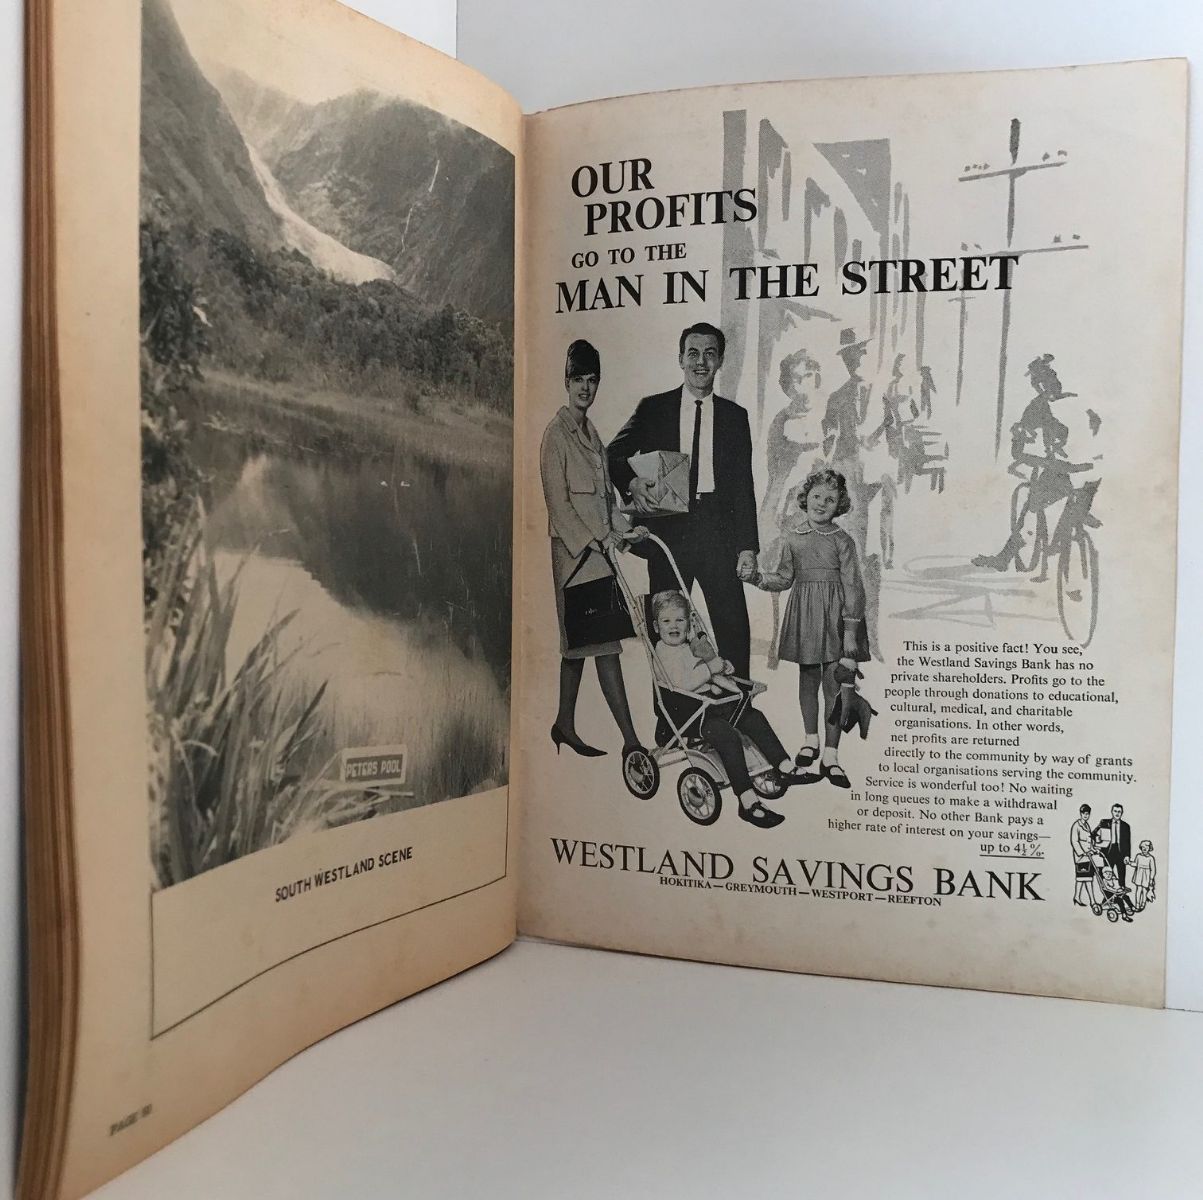 PETERS POOL
SOUTH WESTLAND SCENE
OUR
PROFITS
GO TO THE
MAN IN THE STREET
This is a positive fact! You see,
the Westland Savings Bank has no
private shareholders. Profits go to the
people through donations to educational,
cultural, medical, and charitable
organisations. In other words,
net profits are returned
directly to the community by way of grants
to local organisations serving the community.
Service is wonderful too! No waiting
in long queues to make a withdrawal
or deposit. No other Bank pays a
higher rate of interest on your savings—
up to 4½%.
WESTLAND SAVINGS BANK
HOKITIKA—GREYMOUTH—WESTPORT—REEFTON
PAGE